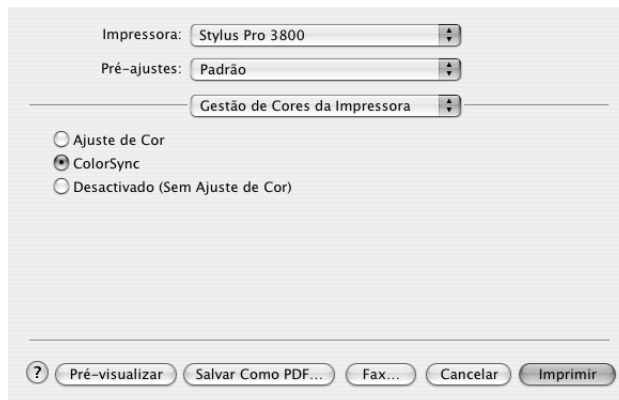 Impressora: Stylus Pro 3800
Pré-ajustes: Padrão
Gestão de Cores da Impressora
Ajuste de Cor
ColorSync
Desactivado (Sem Ajuste de Cor)
? Pré-visualizar Salvar Como PDF... Fax... Cancelar Imprimir